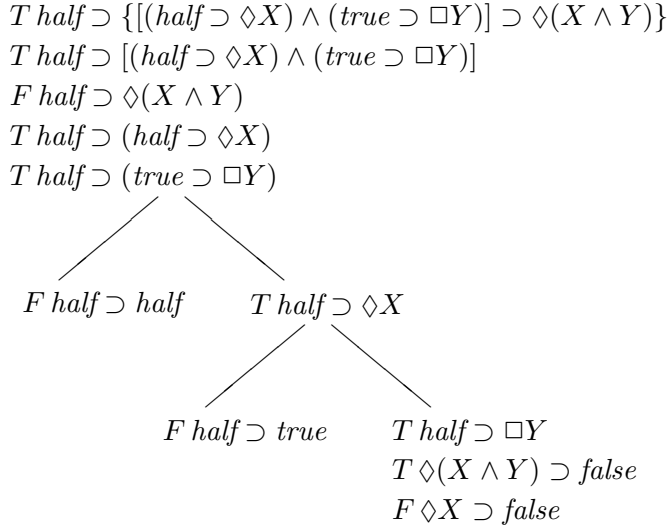 T half ⊃ {[(half ⊃ ◊X) ∧ (true ⊃ □Y)] ⊃ ◊(X ∧ Y)}
T half ⊃ [(half ⊃ ◊X) ∧ (true ⊃ □Y)]
F half ⊃ ◊(X ∧ Y)
T half ⊃ (half ⊃ ◊X)
T half ⊃ (true ⊃ □Y)
F half ⊃ half
T half ⊃ ◊X
F half ⊃ true
T half ⊃ □Y
T ◊(X ∧ Y) ⊃ false
F ◊X ⊃ false